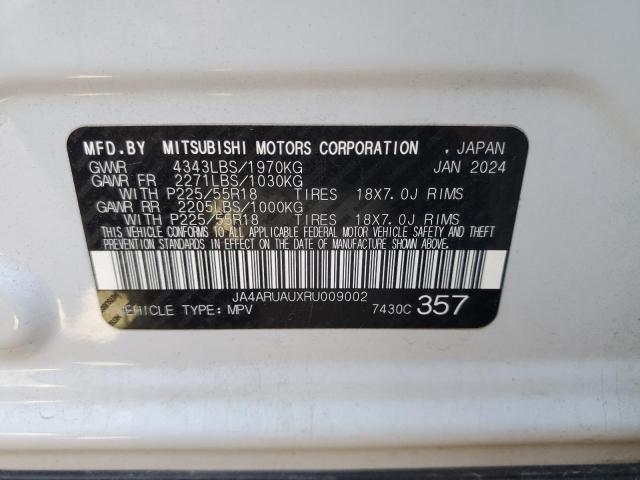 MFD.BY MITSUBISHI MOTORS CORPORATION , JAPAN
GVWR 4343LBS/1970KG JAN 2024
GAWR FR 2271LBS/1030KG
WITH P225/55R18 TIRES 18X7.0J RIMS
GAWR RR 2205LBS/1000KG
WITH P225/55R18 TIRES 18X7.0J RIMS
THIS VEHICLE CONFORMS TO ALL APPLICABLE FEDERAL MOTOR VEHICLE SAFETY, BUMPER, AND THEFT
PREVENTION STANDARDS IN EFFECT ON THE DATE OF MANUFACTURE SHOWN ABOVE.
JA4ARUAUXRU009002
VEHICLE TYPE: MPV 7430C 357